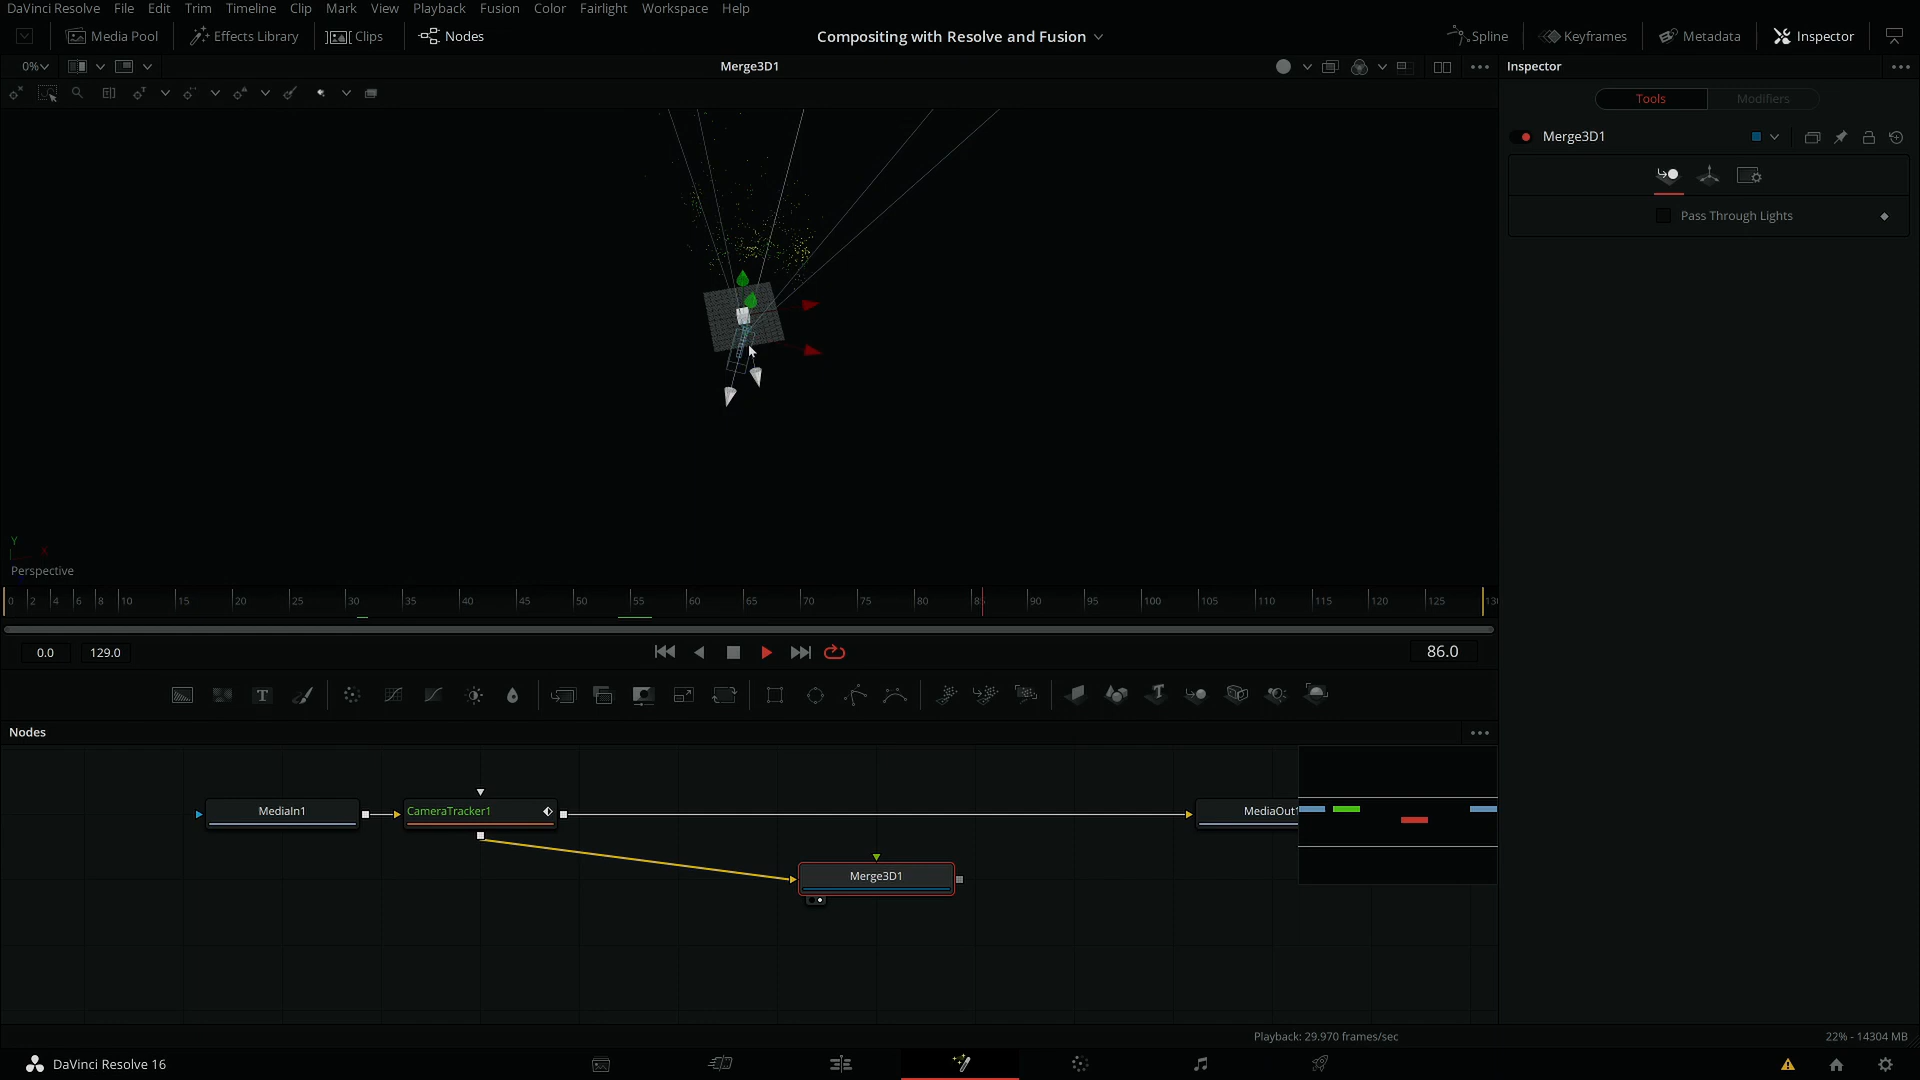 DaVinci Resolve File Edit Trim Timeline Clip Mark View Playback Fusion Color Fairlight Workspace Help
Media Pool Effects Library Clips Nodes Compositing with Resolve and Fusion Spline Keyframes Metadata Inspector
0% Merge3D1 Inspector
Tools Modifiers
Merge3D1
Pass Through Lights
Y
X
Perspective
0 2 4 6 8 10 15 20 25 30 35 40 45 50 55 60 65 70 75 80 85 90 95 100 105 110 115 120 125 130
0.0 129.0 86.0
T T
Nodes
MediaIn1 CameraTracker1 MediaOut1
Merge3D1
Playback: 29.970 frames/sec 22% - 14304 MB
DaVinci Resolve 16